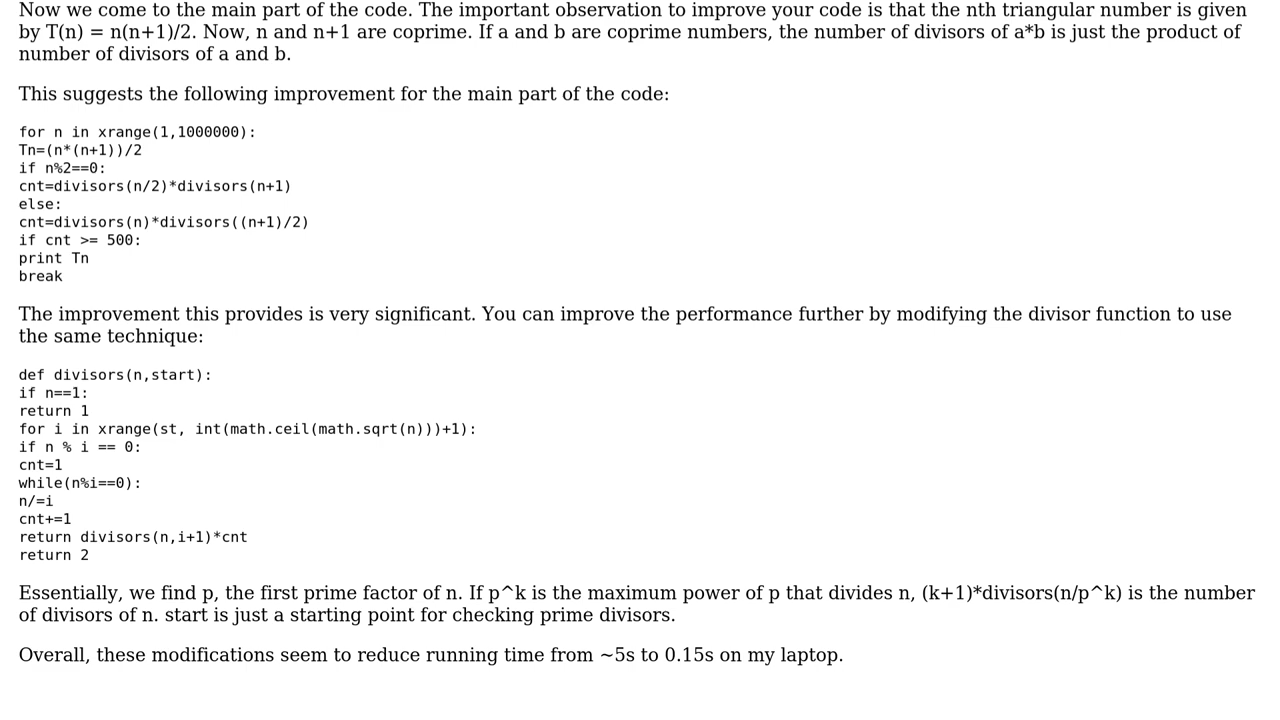 Now we come to the main part of the code. The important observation to improve your code is that the nth triangular number is given
by T(n) = n(n+1)/2. Now, n and n+1 are coprime. If a and b are coprime numbers, the number of divisors of a*b is just the product of
number of divisors of a and b.
This suggests the following improvement for the main part of the code:
for n in xrange(1,1000000):
Tn=(n*(n+1))/2
if n%2==0:
cnt=divisors(n/2)*divisors(n+1)
else:
cnt=divisors(n)*divisors((n+1)/2)
if cnt >= 500:
print Tn
break
The improvement this provides is very significant. You can improve the performance further by modifying the divisor function to use
the same technique:
def divisors(n,start):
if n==1:
return 1
for i in xrange(st, int(math.ceil(math.sqrt(n)))+1):
if n % i == 0:
cnt=1
while(n%i==0):
n/=i
cnt+=1
return divisors(n,i+1)*cnt
return 2
Essentially, we find p, the first prime factor of n. If p^k is the maximum power of p that divides n, (k+1)*divisors(n/p^k) is the number
of divisors of n. start is just a starting point for checking prime divisors.
Overall, these modifications seem to reduce running time from ~5s to 0.15s on my laptop.